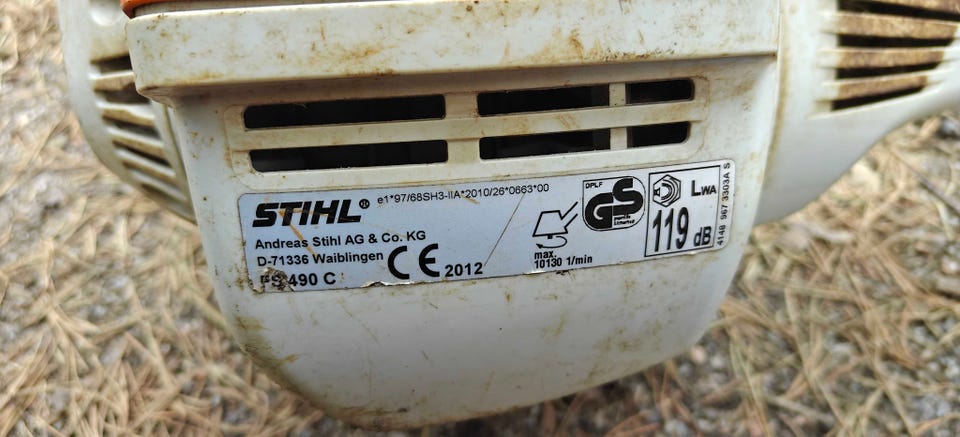 e1*97/68SH3-IIA*2010/26*0663*00
STIHL®
Andreas Stihl AG & Co. KG
D-71336 Waiblingen
CE 2012
FS 490 C
max.
10130 1/min
DPLF
GS
LWA
119 dB
4148 967 3303A S